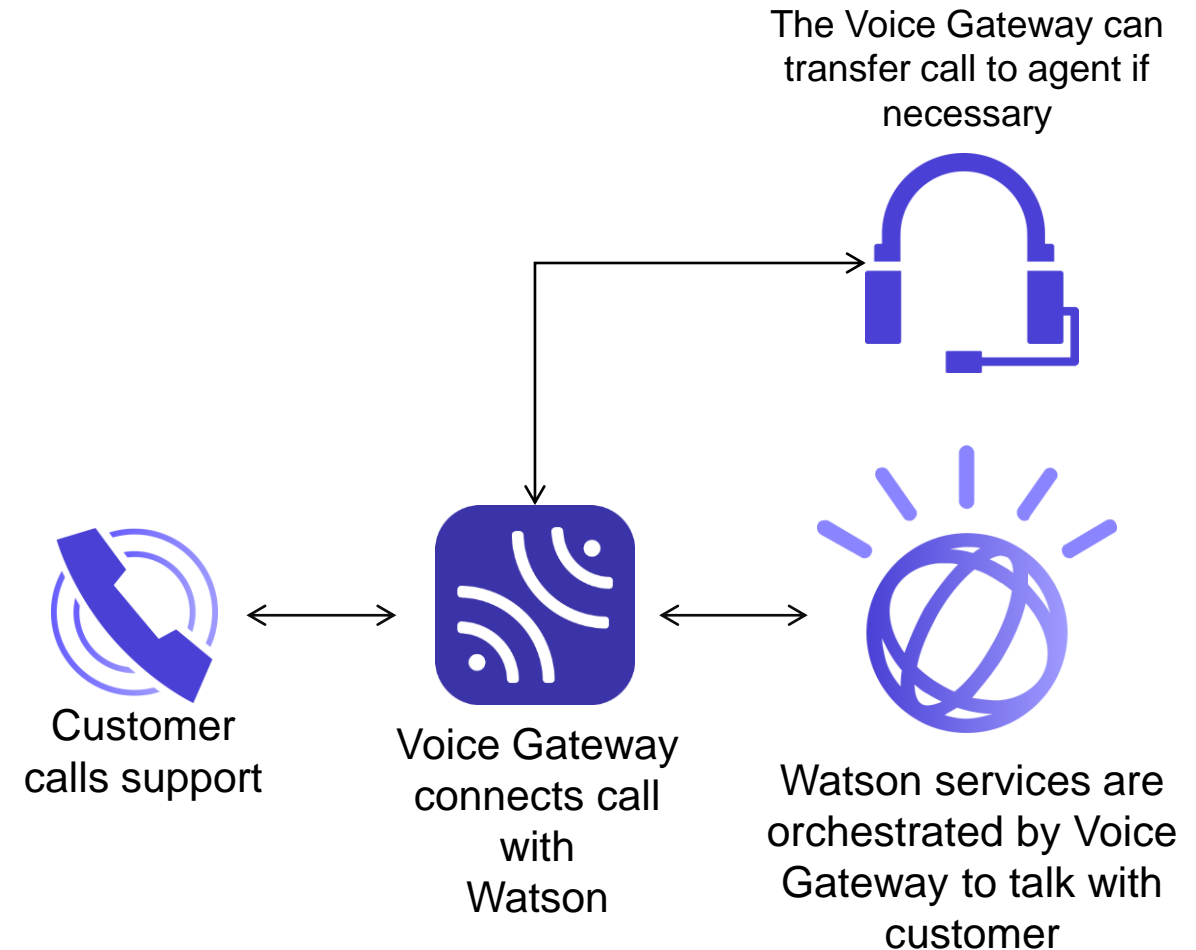 The Voice Gateway can
transfer call to agent if
necessary
Customer
calls support
Voice Gateway
connects call
with
Watson
Watson services are
orchestrated by Voice
Gateway to talk with
customer